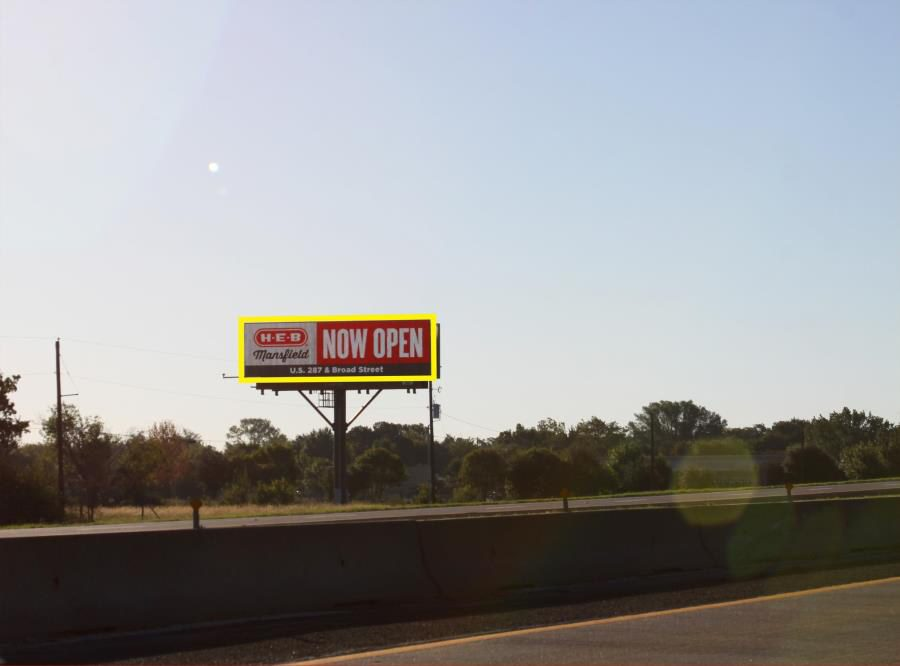 H-E-B
Mansfield
NOW OPEN
U.S. 287 & Broad Street